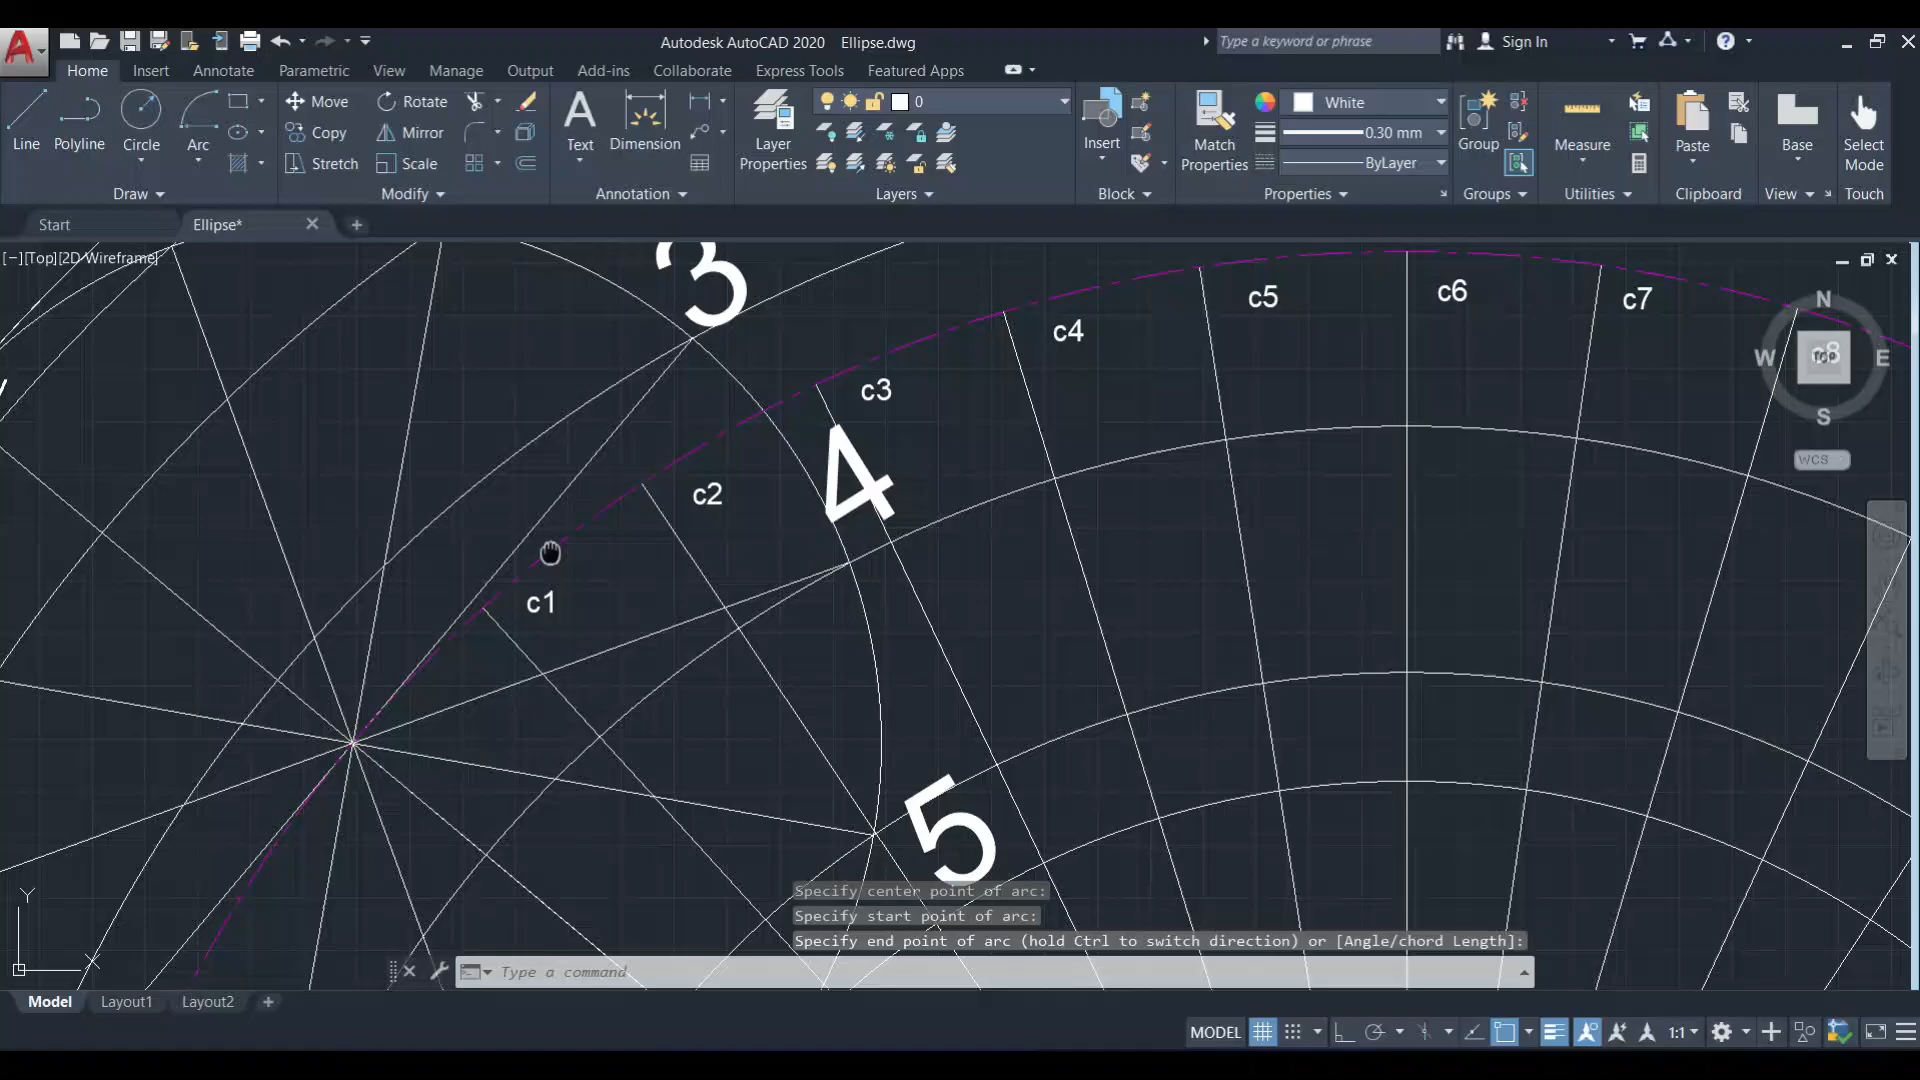 Autodesk AutoCAD 2020 Ellipse.dwg
Type a keyword or phrase
Sign In
Home Insert Annotate Parametric View Manage Output Add-ins Collaborate Express Tools Featured Apps
Line Polyline Circle Arc
Move Rotate
Copy Mirror
Stretch Scale
Text Dimension
Layer Properties
0
Insert
Match Properties
White
0.30 mm
ByLayer
Group
Measure
Paste
Base
Select Mode
Draw Modify Annotation Layers Block Properties Groups Utilities Clipboard View Touch
Start Ellipse*
[−][Top][2D Wireframe]
3
c5 c6 c7
N
c4
W TOP E
c8
c3
S
4
WCS
c2
c1
5
Y
X
Specify center point of arc:
Specify start point of arc:
Specify end point of arc (hold Ctrl to switch direction) or [Angle/chord Length]:
Type a command
Model Layout1 Layout2
MODEL 1:1